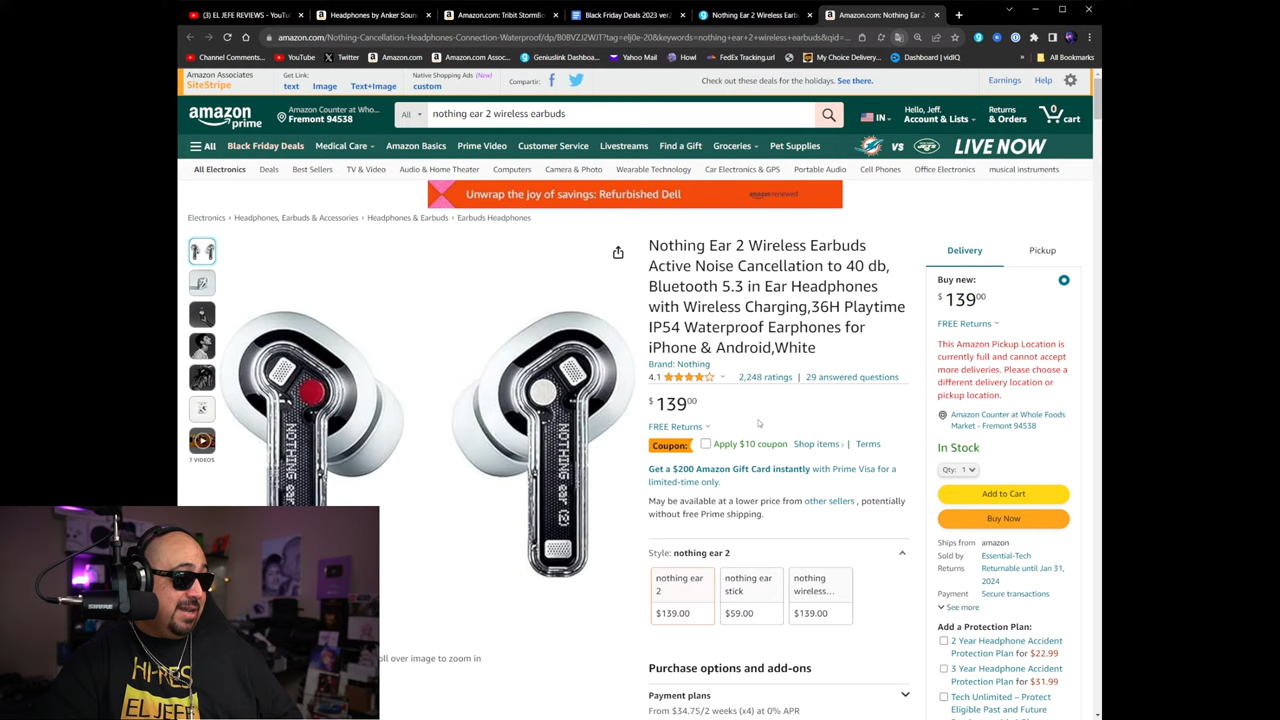 (3) EL JEFE REVIEWS - YouTu
Headphones by Anker Soun
Amazon.com: Tribit StormBo
Black Friday Deals 2023 ver
Nothing Ear 2 Wireless Earb
Amazon.com: Nothing Ear 2
amazon.com/Nothing-Cancellation-Headphones-Connection-Waterproof/dp/B0BVZJ2WJT?tag=elj0e-20&keywords=nothing+ear+2+wireless+earbuds&qid=...
Channel Comments...
YouTube
Twitter
Amazon.com
Amazon.com Assoc...
Geniuslink Dashboa...
Yahoo Mail
Howl
FedEx Tracking.url
My Choice Delivery...
Dashboard | vidIQ
All Bookmarks
Amazon Associates
SiteStripe
Get Link:
text Image Text+Image
Native Shopping Ads (New)
custom
Compartir:
Check out these deals for the holidays. See there.
Earnings Help
amazon prime
Amazon Counter at Who...
Fremont 94538
All
nothing ear 2 wireless earbuds
IN
Hello, Jeff.
Account & Lists
Returns
& Orders
0
cart
All
Black Friday Deals
Medical Care
Amazon Basics
Prime Video
Customer Service
Livestreams
Find a Gift
Groceries
Pet Supplies
VS
LIVE NOW
All Electronics
Deals
Best Sellers
TV & Video
Audio & Home Theater
Computers
Camera & Photo
Wearable Technology
Car Electronics & GPS
Portable Audio
Cell Phones
Office Electronics
musical instruments
Unwrap the joy of savings: Refurbished Dell
amazon renewed
Electronics › Headphones, Earbuds & Accessories › Headphones & Earbuds › Earbuds Headphones
NOTHING ear
NOTHING ear (2)
7 VIDEOS
oll over image to zoom in
Nothing Ear 2 Wireless Earbuds
Active Noise Cancellation to 40 db,
Bluetooth 5.3 in Ear Headphones
with Wireless Charging,36H Playtime
IP54 Waterproof Earphones for
iPhone & Android,White
Brand: Nothing
4.1
2,248 ratings | 29 answered questions
$139.00
FREE Returns
Coupon: Apply $10 coupon Shop items › | Terms
Get a $200 Amazon Gift Card instantly with Prime Visa for a
limited-time only.
May be available at a lower price from other sellers , potentially
without free Prime shipping.
Style: nothing ear 2
nothing ear
2
$139.00
nothing ear
stick
$59.00
nothing
wireless...
$139.00
Purchase options and add-ons
Payment plans
From $34.75/2 weeks (x4) at 0% APR
Delivery Pickup
Buy new:
$139.00
FREE Returns
This Amazon Pickup Location is
currently full and cannot accept
more deliveries. Please choose a
different delivery location or
pickup location.
Amazon Counter at Whole Foods
Market - Fremont 94538
In Stock
Qty: 1
Add to Cart
Buy Now
Ships from amazon
Sold by Essential-Tech
Returns Returnable until Jan 31,
2024
Payment Secure transactions
See more
Add a Protection Plan:
2 Year Headphone Accident
Protection Plan for $22.99
3 Year Headphone Accident
Protection Plan for $31.99
Tech Unlimited – Protect
Eligible Past and Future
SHURE
HI-RES
EL JEFE